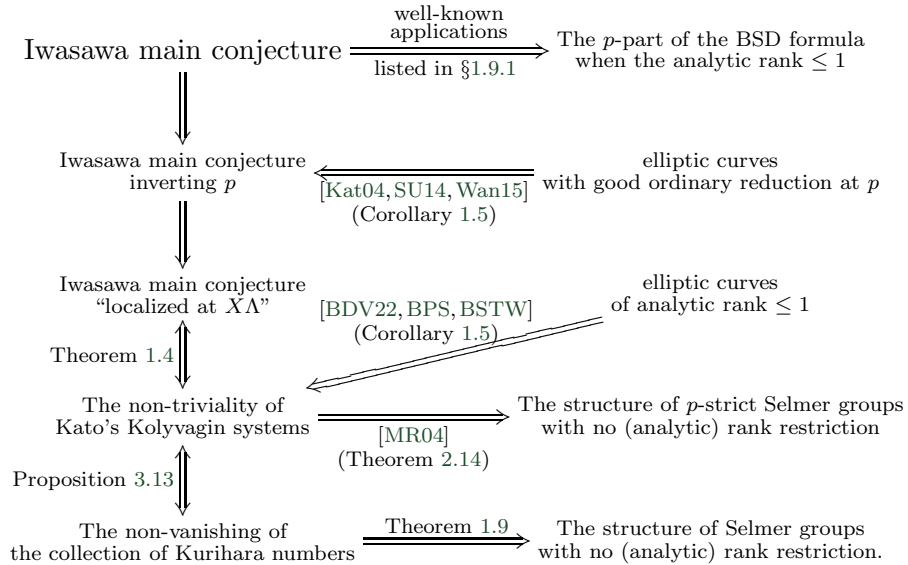 well-known
applications
Iwasawa main conjecture
listed in §1.9.1
The p-part of the BSD formula
when the analytic rank ≤ 1
Iwasawa main conjecture
inverting p
[Kat04, SU14, Wan15]
(Corollary 1.5)
elliptic curves
with good ordinary reduction at p
Iwasawa main conjecture
“localized at XΛ”
[BDV22, BPS, BSTW]
(Corollary 1.5)
elliptic curves
of analytic rank ≤ 1
Theorem 1.4
The non-triviality of
Kato's Kolyvagin systems
[MR04]
(Theorem 2.14)
The structure of p-strict Selmer groups
with no (analytic) rank restriction
Proposition 3.13
The non-vanishing of
the collection of Kurihara numbers
Theorem 1.9
The structure of Selmer groups
with no (analytic) rank restriction.